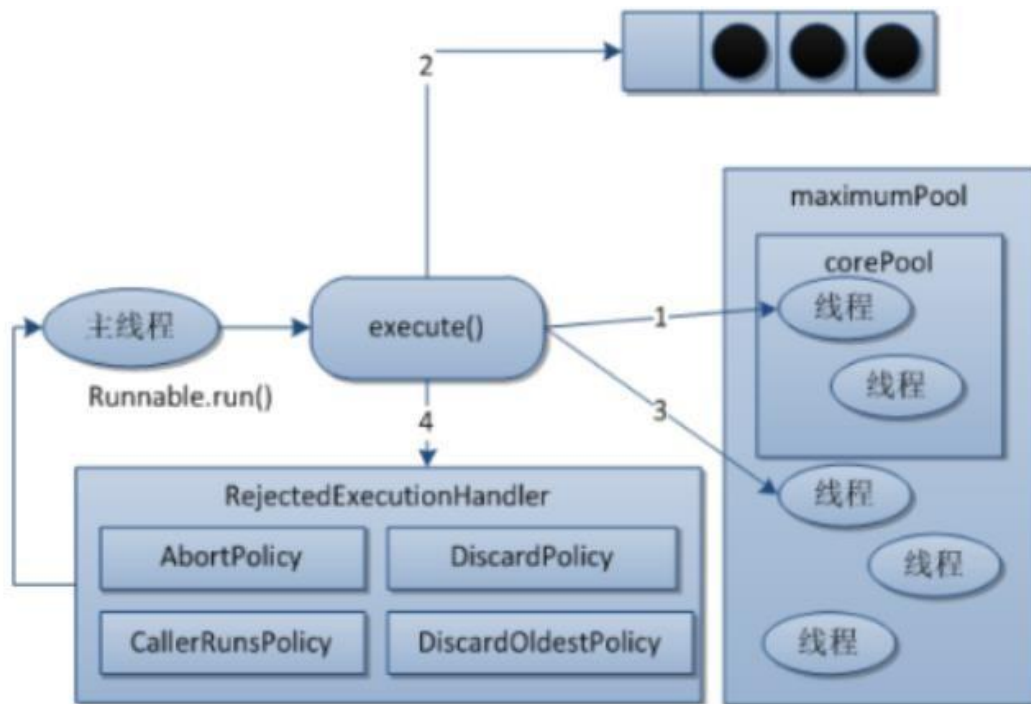 2
maximumPool
corePool
线程
线程
主线程
execute()
1
3
Runnable.run()
4
线程
线程
线程
RejectedExecutionHandler
AbortPolicy
DiscardPolicy
CallerRunsPolicy
DiscardOldestPolicy